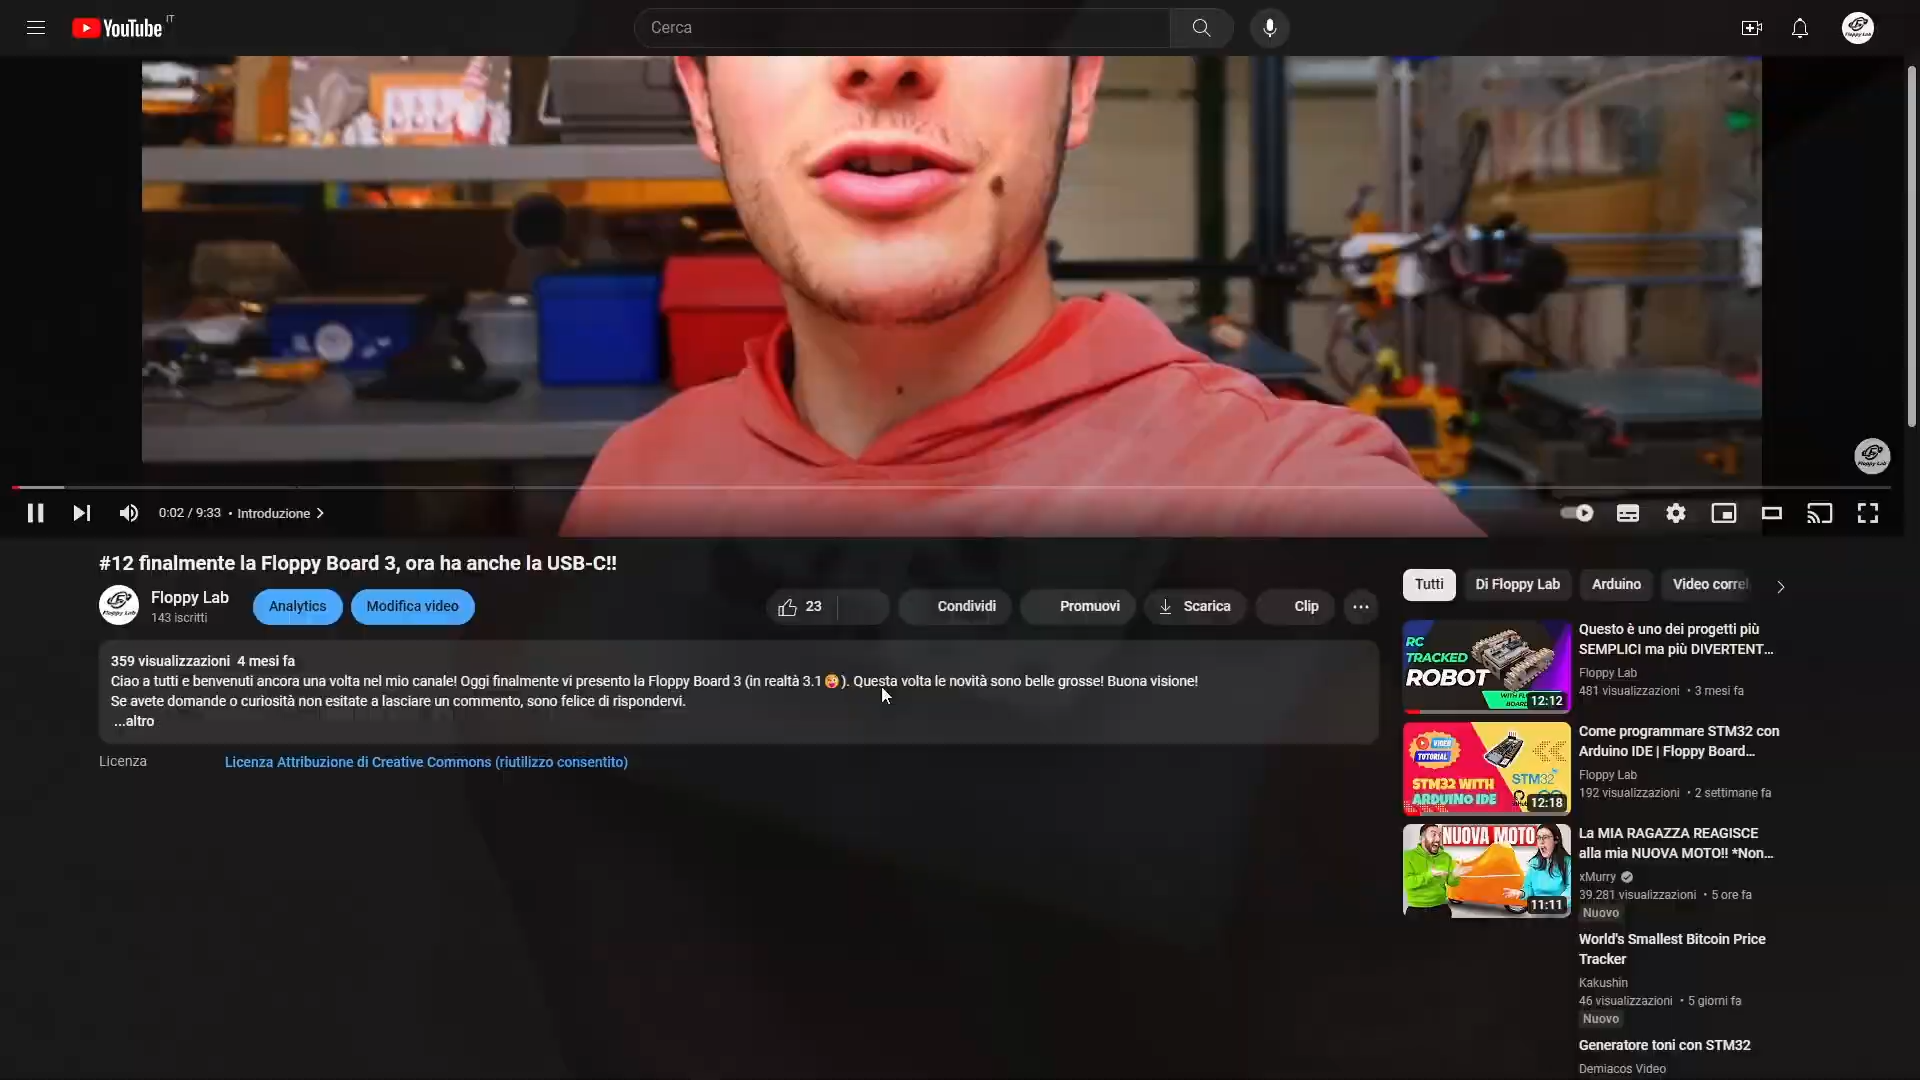 YouTube IT
Cerca
Floppy Lab
Floppy Lab
0:02 / 9:33 • Introduzione
#12 finalmente la Floppy Board 3, ora ha anche la USB-C!!
Floppy Lab
Floppy Lab
143 iscritti
Analytics
Modifica video
23
Condividi
Promuovi
Scarica
Clip
359 visualizzazioni 4 mesi fa
Ciao a tutti e benvenuti ancora una volta nel mio canale! Oggi finalmente vi presento la Floppy Board 3 (in realtà 3.1😜). Questa volta le novità sono belle grosse! Buona visione!
Se avete domande o curiosità non esitate a lasciare un commento, sono felice di rispondervi.
...altro
Licenza
Licenza Attribuzione di Creative Commons (riutilizzo consentito)
Tutti
Di Floppy Lab
Arduino
Video correl
RC
TRACKED
ROBOT
12:12
Questo è uno dei progetti più
SEMPLICI ma più DIVERTENT...
Floppy Lab
481 visualizzazioni • 3 mesi fa
VIDEO
TUTORIAL
STM32
STM32 WITH
ARDUINO IDE
12:18
Come programmare STM32 con
Arduino IDE | Floppy Board...
Floppy Lab
192 visualizzazioni • 2 settimane fa
NUOVA MOTO
11:11
La MIA RAGAZZA REAGISCE
alla mia NUOVA MOTO!! *Non...
xMurry
39.281 visualizzazioni • 5 ore fa
Nuovo
World's Smallest Bitcoin Price
Tracker
Kakushin
46 visualizzazioni • 5 giorni fa
Nuovo
Generatore toni con STM32
Demiacos Video